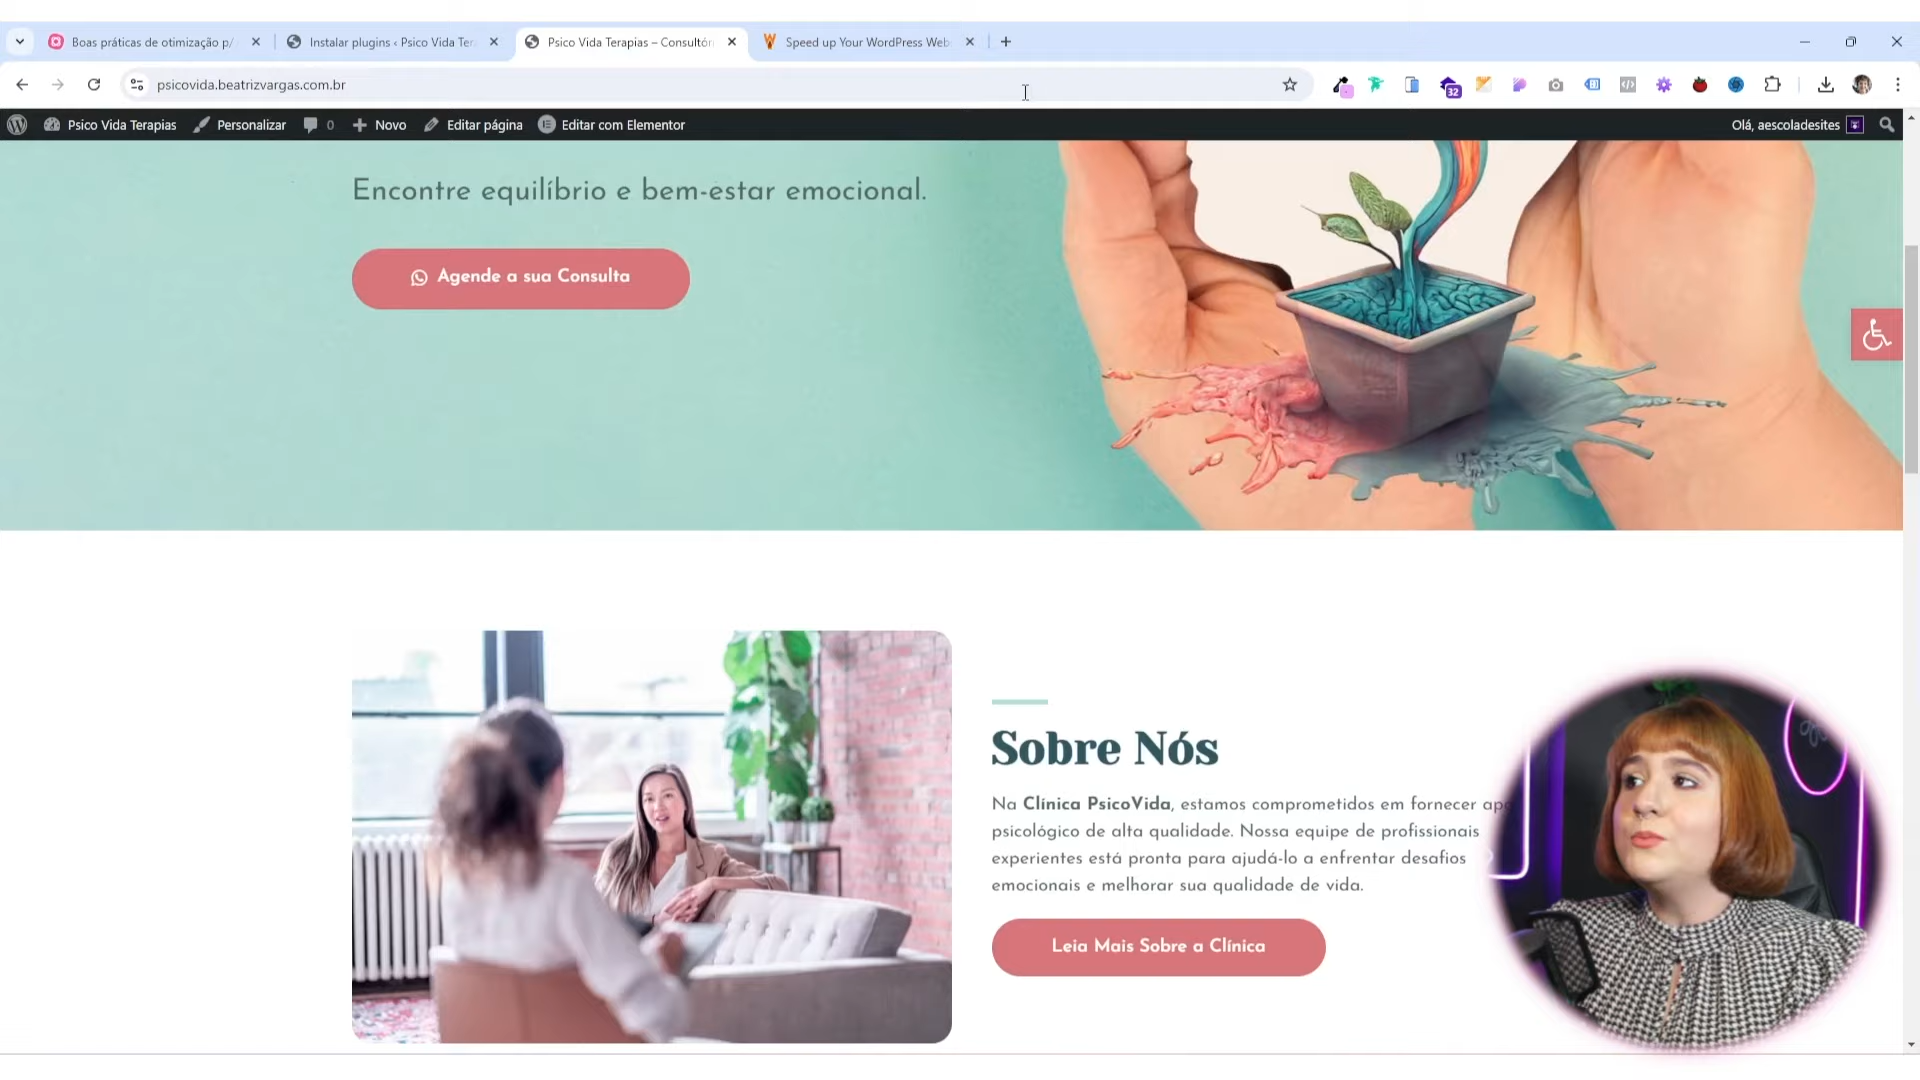 Boas práticas de otimização p/
Instalar plugins ‹ Psico Vida Ter
Psico Vida Terapias – Consultór
Speed up Your WordPress Web
psicovida.beatrizvargas.com.br
32
Psico Vida Terapias
Personalizar
0
Novo
Editar página
Editar com Elementor
Olá, aescoladesites
Encontre equilíbrio e bem-estar emocional.
Agende a sua Consulta
Sobre Nós
Na Clínica PsicoVida, estamos comprometidos em fornecer apo
psicológico de alta qualidade. Nossa equipe de profissionais
experientes está pronta para ajudá-lo a enfrentar desafios
emocionais e melhorar sua qualidade de vida.
Leia Mais Sobre a Clínica